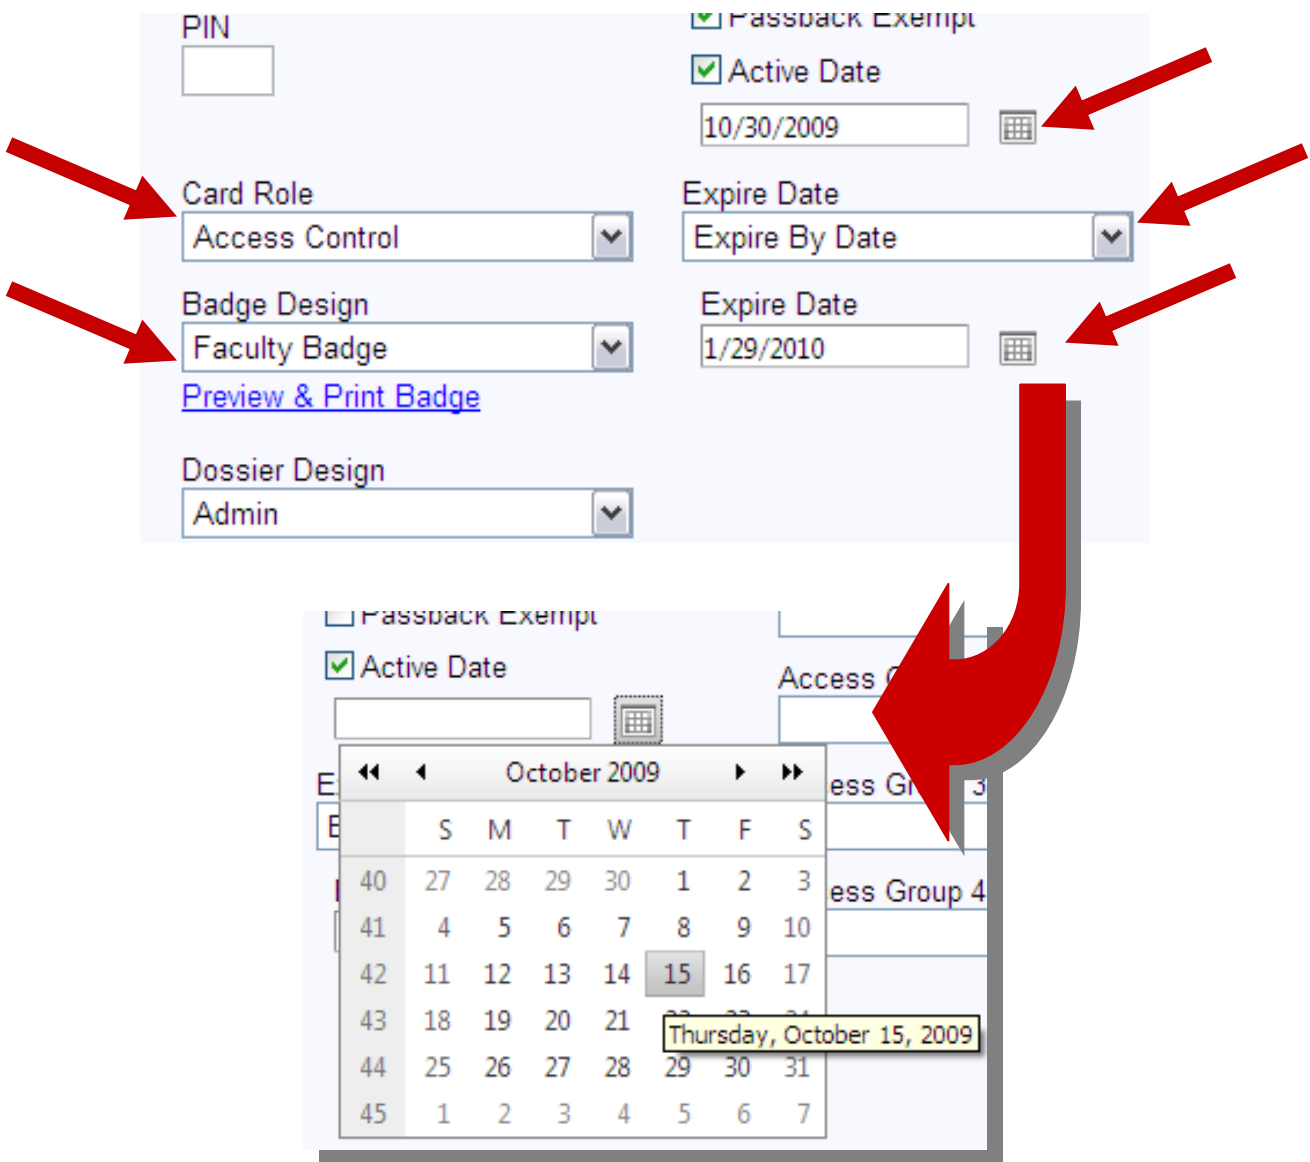 PIN
Passback Exempt
Active Date
10/30/2009
Card Role
Expire Date
Access Control
Expire By Date
Badge Design
Expire Date
Faculty Badge
1/29/2010
Preview & Print Badge
Dossier Design
Admin
Passback Exempt
Active Date
Access
October 2009
ess Gr 3
S M T W T F S
40 27 28 29 30 1 2 3
ess Group 4
41 4 5 6 7 8 9 10
42 11 12 13 14 15 16 17
43 18 19 20 21
Thursday, October 15, 2009
44 25 26 27 28 29 30 31
45 1 2 3 4 5 6 7